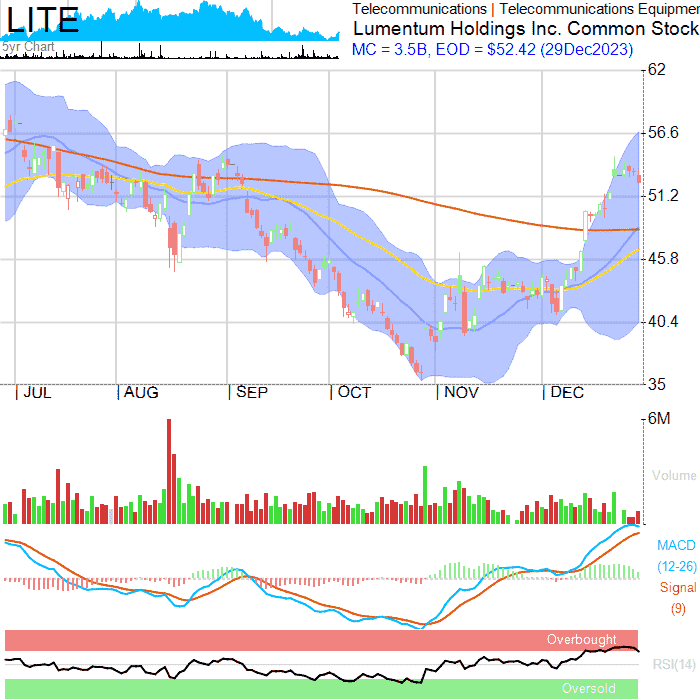 LITE
5yr Chart
Telecommunications | Telecommunications Equipmen
Lumentum Holdings Inc. Common Stock
MC = 3.5B, EOD = $52.42 (29Dec2023)
62
56.6
51.2
45.8
40.4
35
JUL AUG SEP OCT NOV DEC
6M
Volume
MACD
(12-26)
Signal
(9)
Overbought
RSI(14)
Oversold